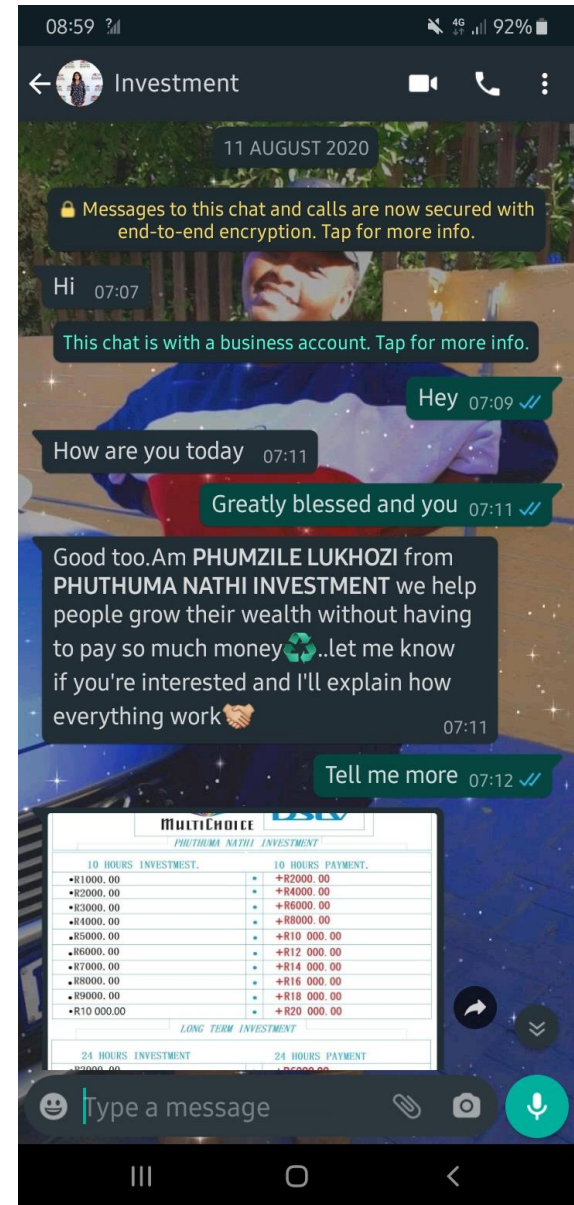 08:59
4G 92%
Investment
11 AUGUST 2020
Messages to this chat and calls are now secured with
end-to-end encryption. Tap for more info.
Hi 07:07
This chat is with a business account. Tap for more info.
Hey 07:09
How are you today 07:11
Greatly blessed and you 07:11
Good too.Am PHUMZILE LUKHOZI from
PHUTHUMA NATHI INVESTMENT we help
people grow their wealth without having
to pay so much money..let me know
if you're interested and I'll explain how
everything work
07:11
Tell me more 07:12
MULTICHOICE
PHUTHUMA NATHI INVESTMENT
10 HOURS INVESTMEST. 10 HOURS PAYMENT.
•R1000.00 • +R2000.00
•R2000.00 • +R4000.00
•R3000.00 • +R6000.00
•R4000.00 • +R8000.00
•R5000.00 • +R10 000.00
•R6000.00 • +R12 000.00
•R7000.00 • +R14 000.00
•R8000.00 • +R16 000.00
•R9000.00 • +R18 000.00
•R10 000.00 • +R20 000.00
LONG TERM INVESTMENT
24 HOURS INVESTMENT 24 HOURS PAYMENT
Type a message